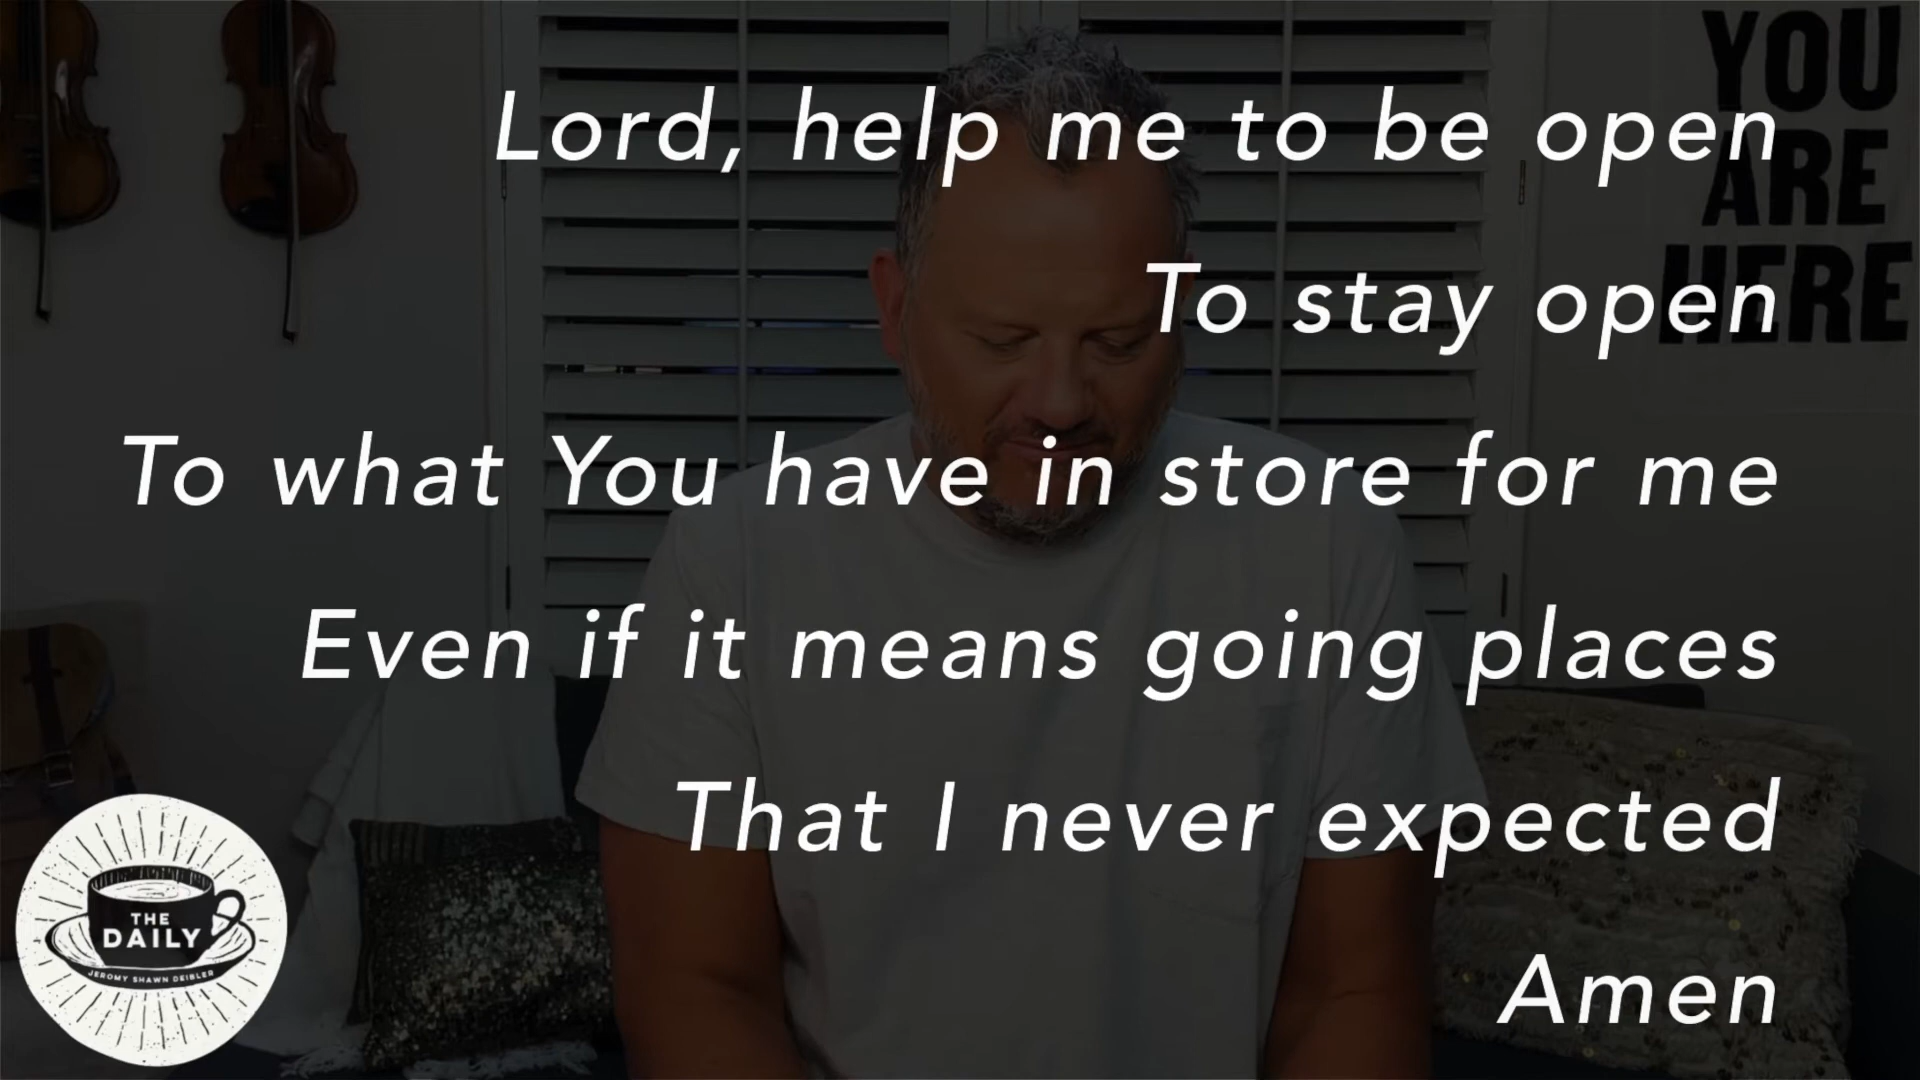 Lord, help me to be open
To stay open
To what You have in store for me
Even if it means going places
That I never expected
Amen
YOU
ARE
HERE
THE
DAILY
JEROMY SHAWN DEIBLER